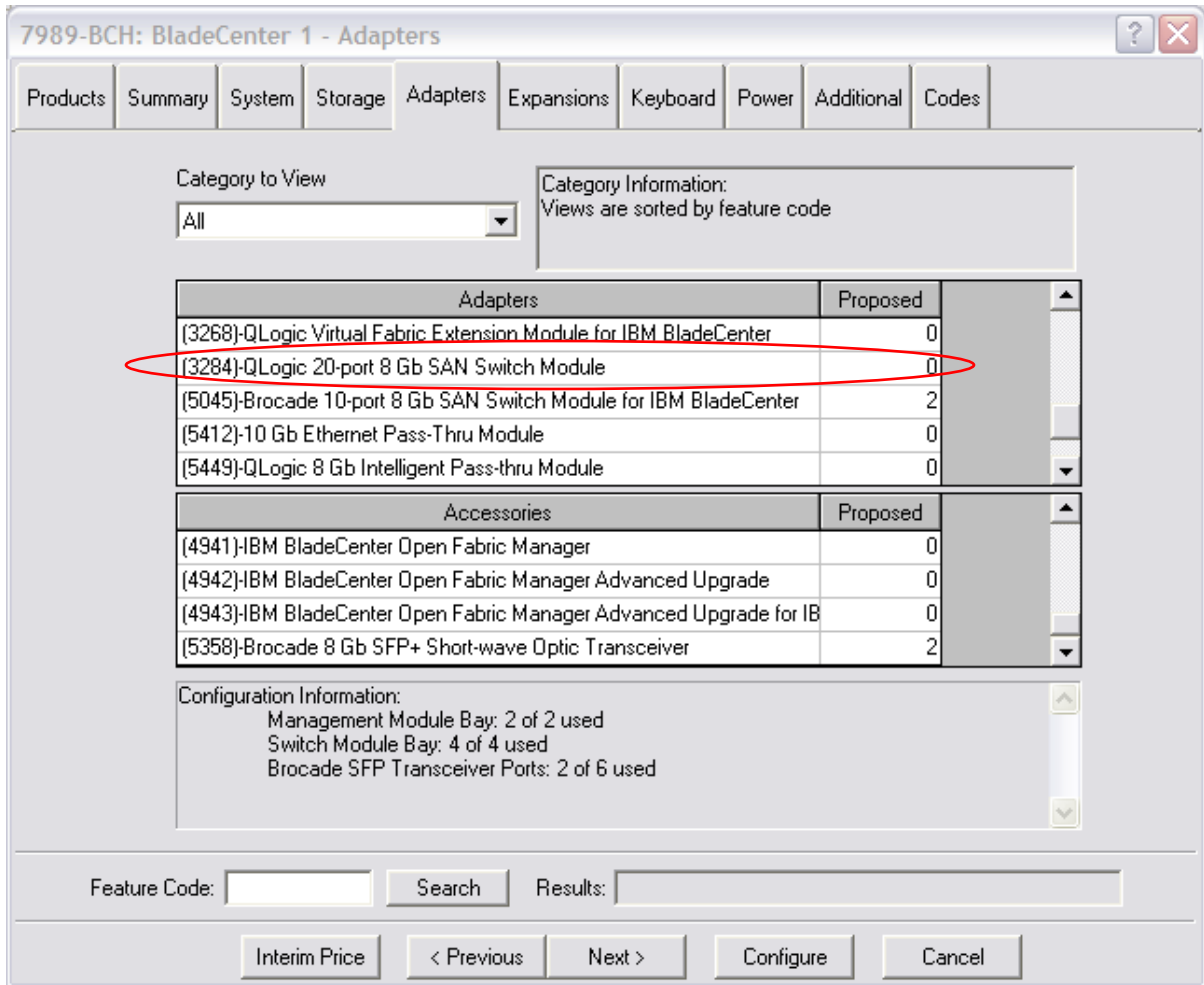 7989-BCH: BladeCenter 1 - Adapters
Products Summary System Storage Adapters Expansions Keyboard Power Additional Codes
Category to View
All
Category Information:
Views are sorted by feature code
Adapters Proposed
(3268)-QLogic Virtual Fabric Extension Module for IBM BladeCenter 0
(3284)-QLogic 20-port 8 Gb SAN Switch Module 0
(5045)-Brocade 10-port 8 Gb SAN Switch Module for IBM BladeCenter 2
(5412)-10 Gb Ethernet Pass-Thru Module 0
(5449)-QLogic 8 Gb Intelligent Pass-thru Module 0
Accessories Proposed
(4941)-IBM BladeCenter Open Fabric Manager 0
(4942)-IBM BladeCenter Open Fabric Manager Advanced Upgrade 0
(4943)-IBM BladeCenter Open Fabric Manager Advanced Upgrade for IB 0
(5358)-Brocade 8 Gb SFP+ Short-wave Optic Transceiver 2
Configuration Information:
Management Module Bay: 2 of 2 used
Switch Module Bay: 4 of 4 used
Brocade SFP Transceiver Ports: 2 of 6 used
Feature Code: Search Results:
Interim Price < Previous Next > Configure Cancel